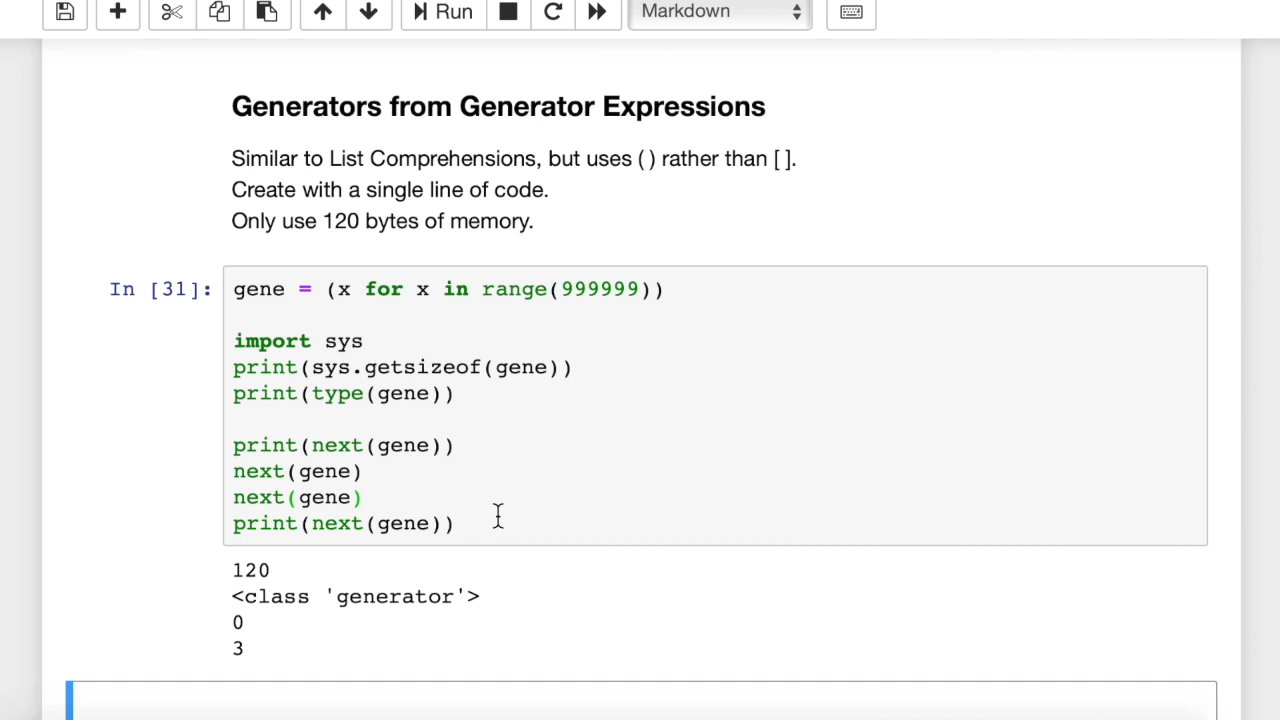 Run
Markdown
Generators from Generator Expressions
Similar to List Comprehensions, but uses ( ) rather than [ ].
Create with a single line of code.
Only use 120 bytes of memory.
In [31]:
gene = (x for x in range(999999))
import sys
print(sys.getsizeof(gene))
print(type(gene))
print(next(gene))
next(gene)
next(gene)
print(next(gene))
120
<class 'generator'>
0
3